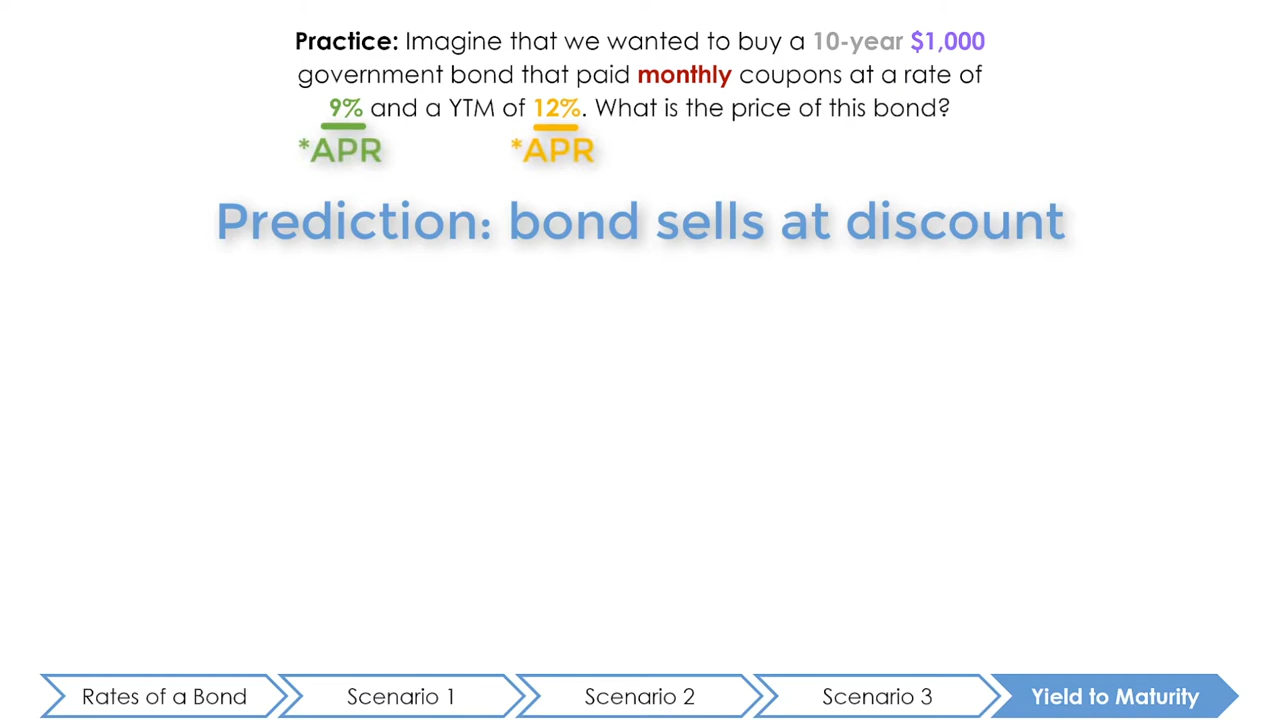 Practice: Imagine that we wanted to buy a 10-year $1,000
government bond that paid monthly coupons at a rate of
9% and a YTM of 12%. What is the price of this bond?
*APR *APR
Prediction: bond sells at discount
Rates of a Bond Scenario 1 Scenario 2 Scenario 3 Yield to Maturity